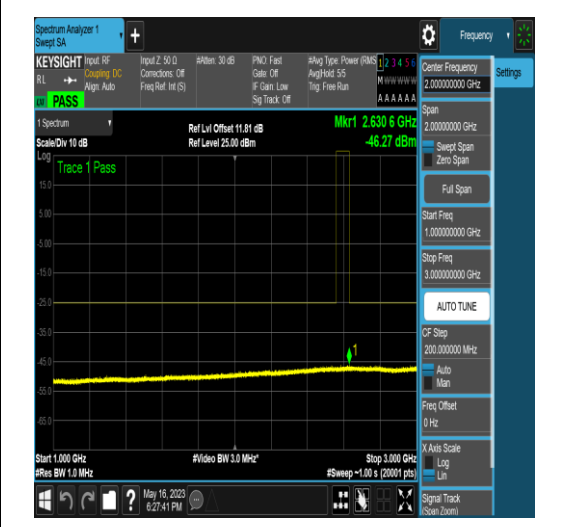 Spectrum Analyzer 1
Swept SA
Frequency
KEYSIGHT
RL
PASS
Input: RF
Coupling: DC
Align: Auto
Input Z: 50 Ω
Corrections: Off
Freq Ref: Int (S)
#Atten: 30 dB
PNO: Fast
Gate: Off
IF Gain: Low
Sig Track: Off
#Avg Type: Power (RMS
Avg|Hold: 5/5
Trig: Free Run
1 2 3 4 5 6
M W W W W W
A A A A A A
1 Spectrum
Scale/Div 10 dB
Ref Lvl Offset 11.81 dB
Ref Level 25.00 dBm
Mkr1 2.630 6 GHz
-46.27 dBm
Log
Trace 1 Pass
15.0
5.00
-5.00
-15.0
-25.0
-35.0
-45.0
-55.0
-65.0
1
Start 1.000 GHz
#Res BW 1.0 MHz
#Video BW 3.0 MHz*
Stop 3.000 GHz
#Sweep ~1.00 s (20001 pts)
May 16, 2023
6:27:41 PM
Center Frequency
2.000000000 GHz
Settings
Span
2.00000000 GHz
Swept Span
Zero Span
Full Span
Start Freq
1.000000000 GHz
Stop Freq
3.000000000 GHz
AUTO TUNE
CF Step
200.000000 MHz
Auto
Man
Freq Offset
0 Hz
X Axis Scale
Log
Lin
Signal Track
(Span Zoom)